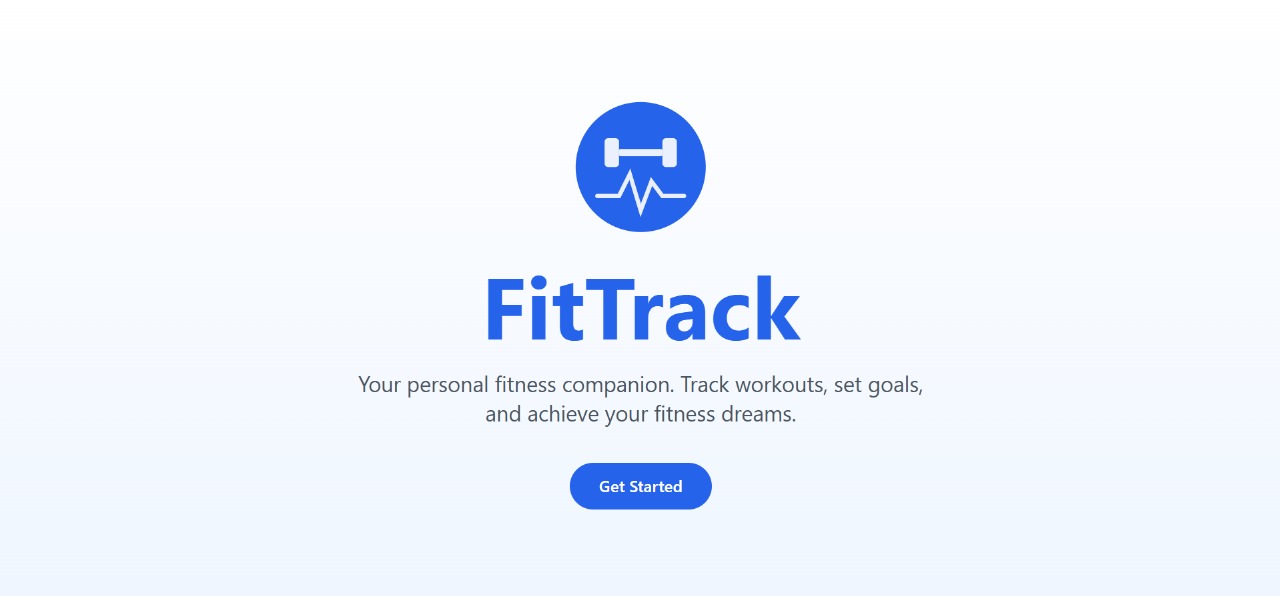 FitTrack
Your personal fitness companion. Track workouts, set goals,
and achieve your fitness dreams.
Get Started